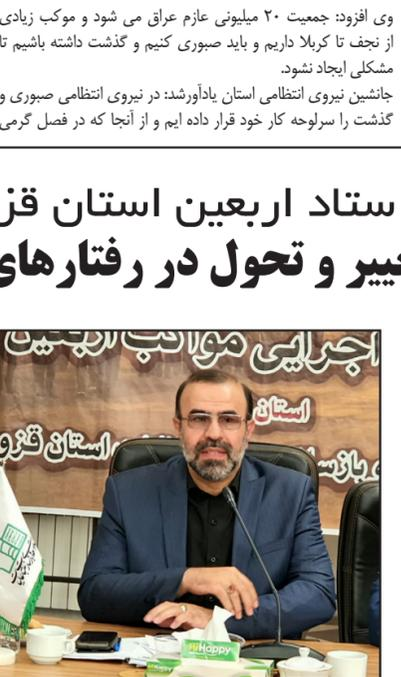 وی افزود: جمعیت ۲۰ میلیونی عازم عراق می شود و موکب زیادی
از نجف تا کربلا داریم و باید صبوری کنیم و گذشت داشته باشیم تا
مشکلی ایجاد نشود.
جانشین نیروی انتظامی استان یادآورشد: در نیروی انتظامی صبوری و
گذشت را سرلوحه کار خود قرار داده ایم و از آنجا که در فصل گرمی
ستاد اربعین استان قز
غییر و تحول در رفتارهای
اجرایی مواکب اربعین
استان
و بازسا استان قزو
HiHoppy